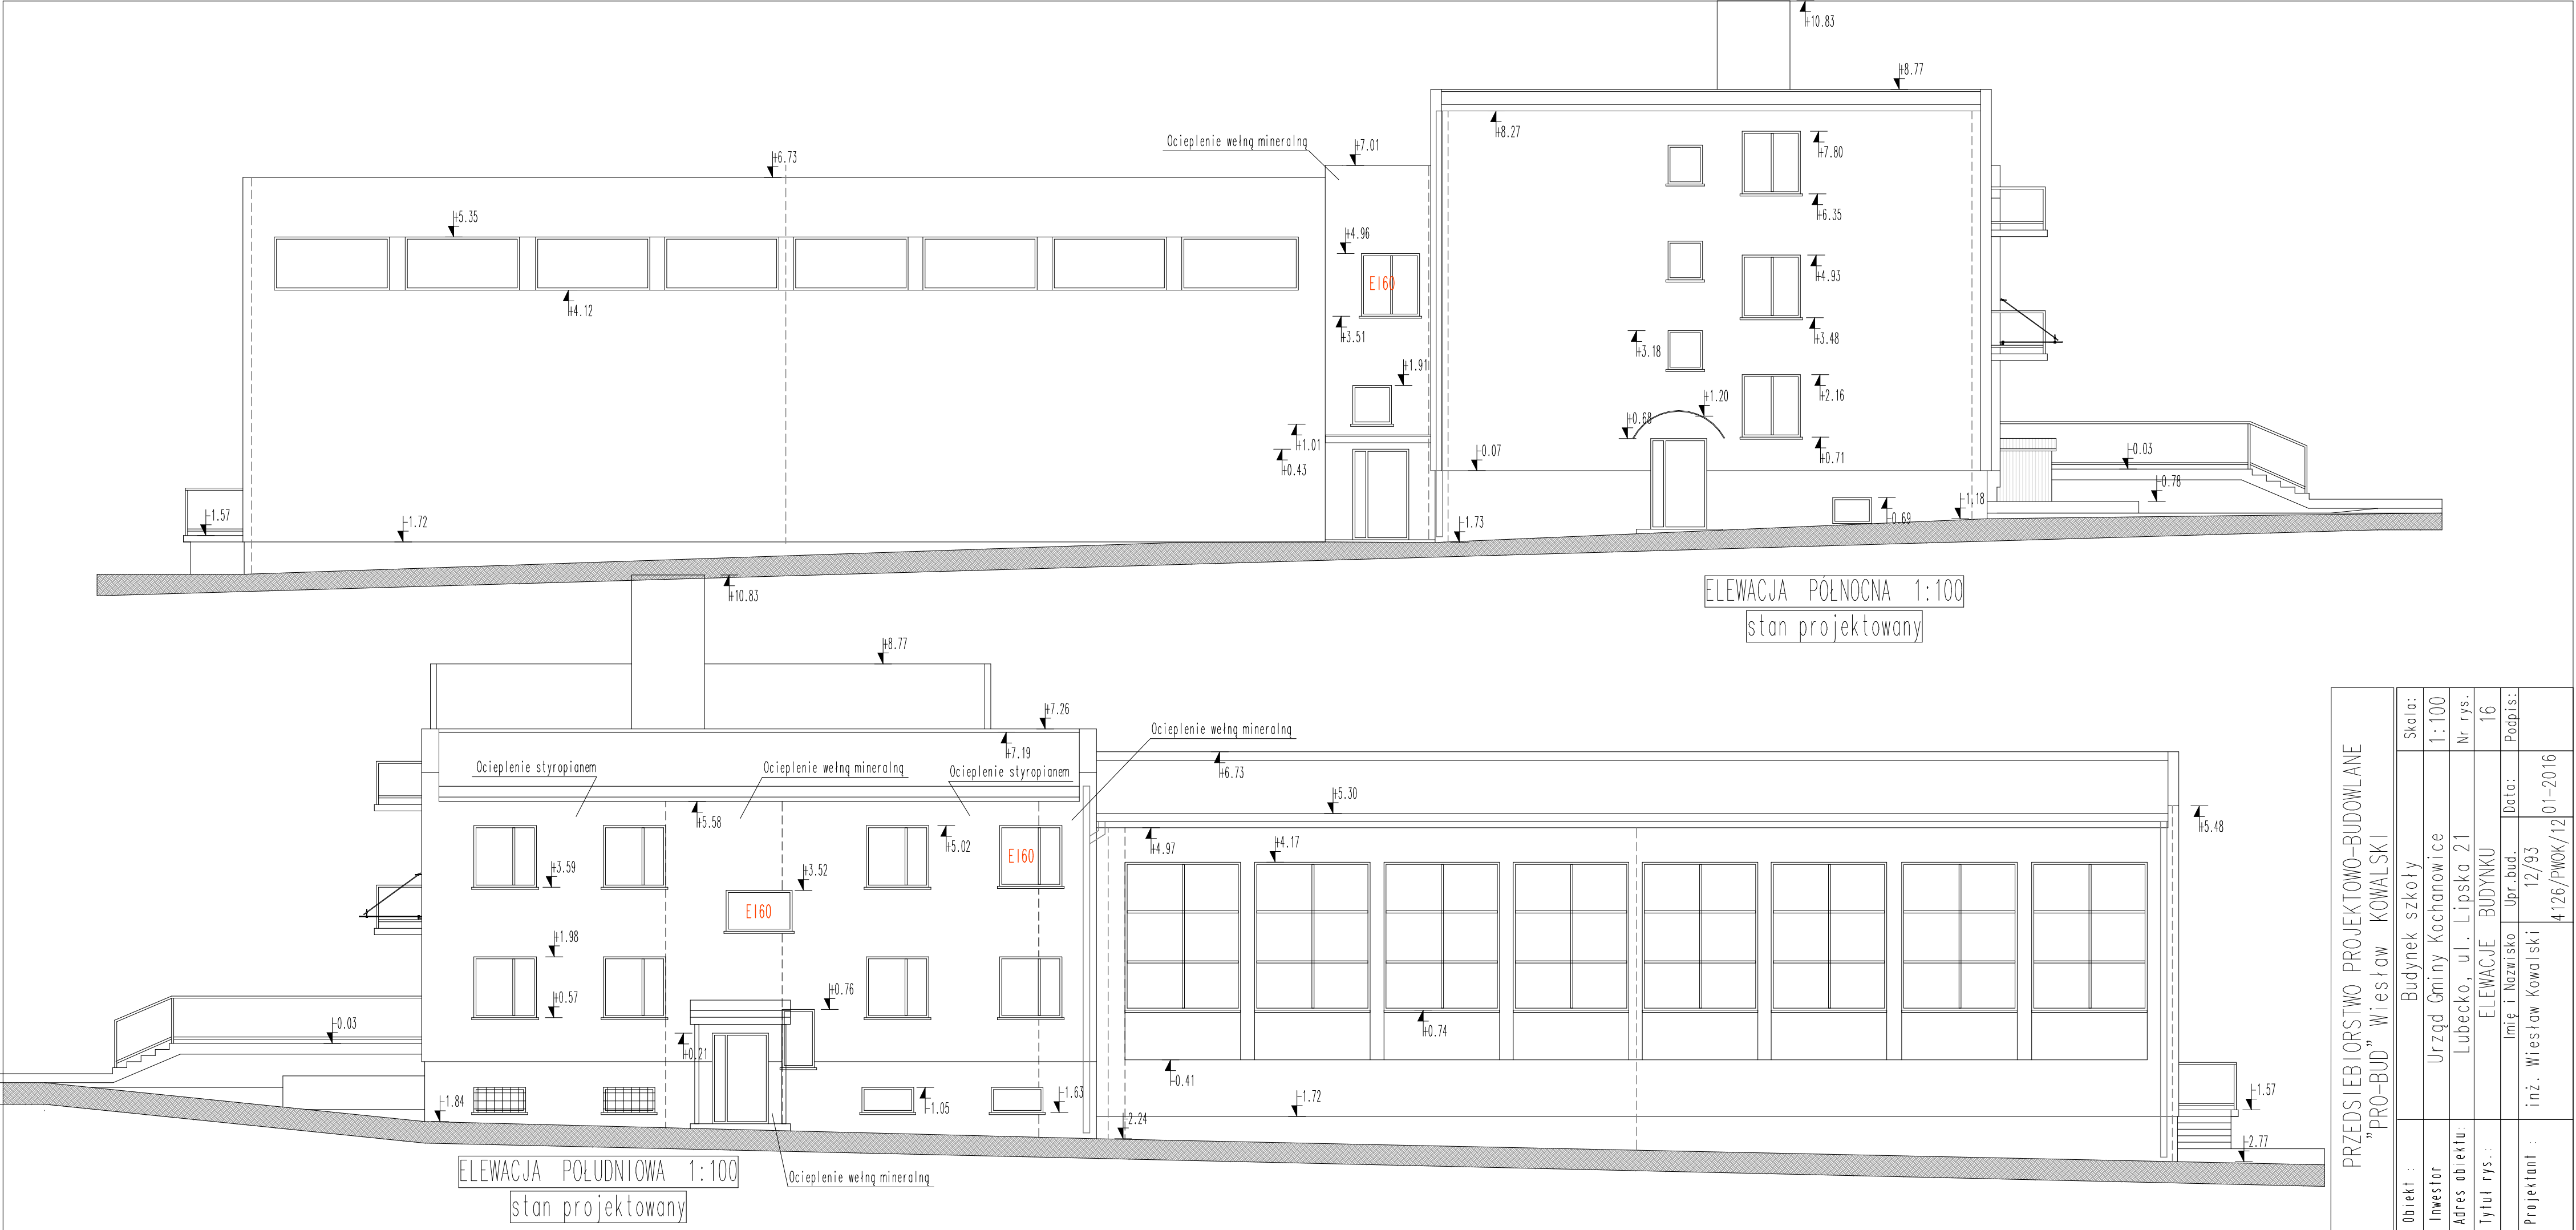 +10.83
+8.77
+8.27
Ocieplenie wełną mineralną
+7.01
+6.73
+7.80
+6.35
+5.35
+4.96
EI60
+4.93
+4.12
+3.51
+3.48
+3.18
+1.91
+2.16
+1.20
+0.68
+1.01
+0.43
+0.71
-0.07
-0.03
-0.78
-1.18
-0.69
-1.57
-1.72
-1.73
ELEWACJA PÓŁNOCNA 1:100
stan projektowany
+10.83
+8.77
+7.26
+7.19
Ocieplenie wełną mineralną
Ocieplenie styropianem
Ocieplenie wełną mineralną
Ocieplenie styropianem
+6.73
+5.58
+5.30
+5.48
+5.02
+4.97
+4.17
EI60
+3.59
+3.52
EI60
+1.98
+0.57
+0.76
+0.74
+0.21
-0.03
-0.41
-1.84
-1.05
-1.63
-1.72
-1.57
-2.24
-2.77
Ocieplenie wełną mineralną
ELEWACJA POŁUDNIOWA 1:100
stan projektowany
PRZEDSIEBIORSTWO PROJEKTOWO-BUDOWLANE
"PRO-BUD" Wiesław KOWALSKI
Obiekt : Budynek szkoły Skala:
Inwestor Urząd Gminy Kochanowice 1:100
Adres obiektu: Lubecko, ul. Lipska 21 Nr rys.
Tytuł rys.: ELEWACJE BUDYNKU 16
Imię i Nazwisko Upr.bud. Data: Podpis:
Projektant : inż. Wiesław Kowalski 12/93 01-2016
4126/PWOK/12